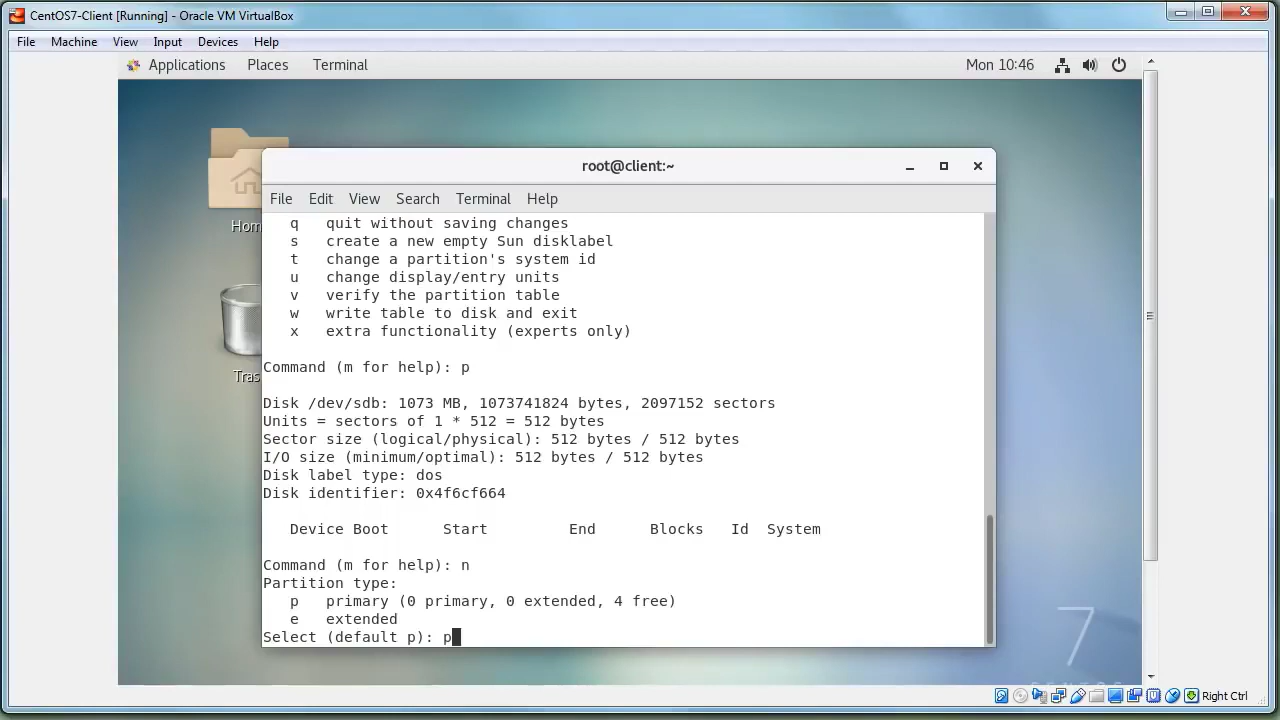 CentOS7-Client [Running] - Oracle VM VirtualBox
File Machine View Input Devices Help
Applications Places Terminal Mon 10:46
root@client:~
File Edit View Search Terminal Help
q quit without saving changes
s create a new empty Sun disklabel
t change a partition's system id
u change display/entry units
v verify the partition table
w write table to disk and exit
x extra functionality (experts only)
Command (m for help): p
Disk /dev/sdb: 1073 MB, 1073741824 bytes, 2097152 sectors
Units = sectors of 1 * 512 = 512 bytes
Sector size (logical/physical): 512 bytes / 512 bytes
I/O size (minimum/optimal): 512 bytes / 512 bytes
Disk label type: dos
Disk identifier: 0x4f6cf664
Device Boot Start End Blocks Id System
Command (m for help): n
Partition type:
p primary (0 primary, 0 extended, 4 free)
e extended
Select (default p): p
Hom
Tras
7
Right Ctrl